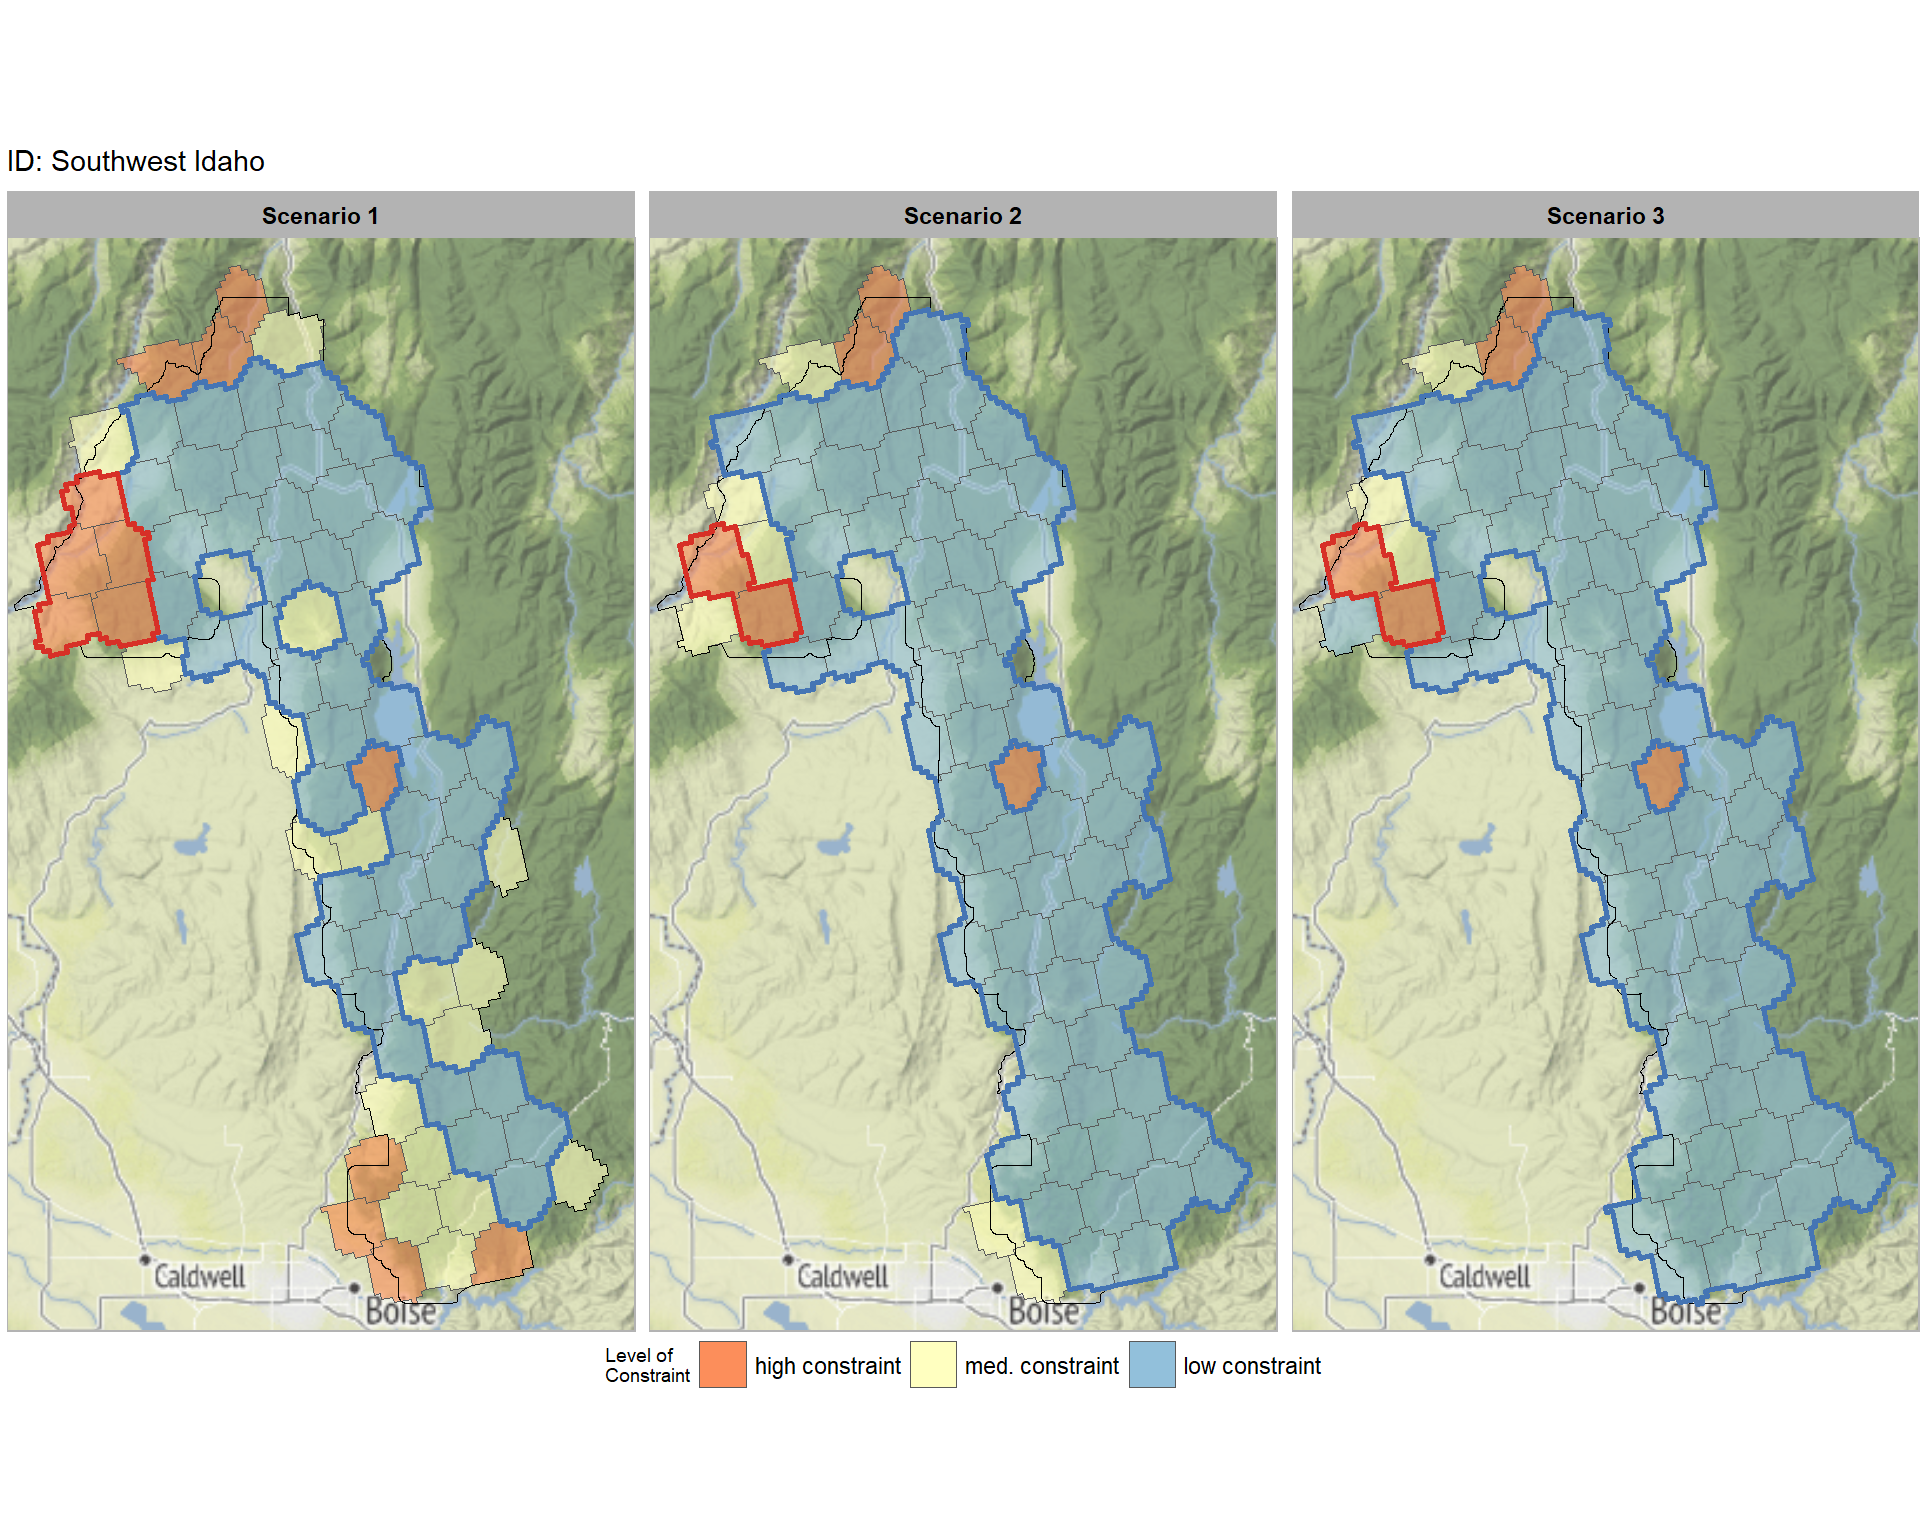 ID: Southwest Idaho
Scenario 1
Scenario 2
Scenario 3
Caldwell
Boise
Caldwell
Boise
Caldwell
Boise
Level of
Constraint
high constraint
med. constraint
low constraint